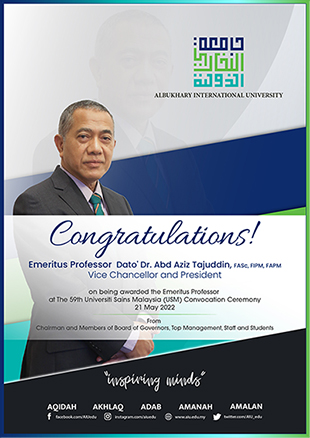 جامعة
البخاري
الدولية
ALBUKHARY INTERNATIONAL UNIVERSITY
Congratulations!
Emeritus Professor Dato' Dr. Abd Aziz Tajuddin, FASc, FIPM, FAPM
Vice Chancellor and President
on being awarded the Emeritus Professor
at The 59th Universiti Sains Malaysia (USM) Convocation Ceremony
21 May 2022
From
Chairman and Members of Board of Governors, Top Management, Staff and Students
"inspiring minds"
AQIDAH AKHLAQ ADAB AMANAH AMALAN
facebook.com/AIUedu instagram.com/aiuedu www.aiu.edu.my twitter.com/AIU_edu